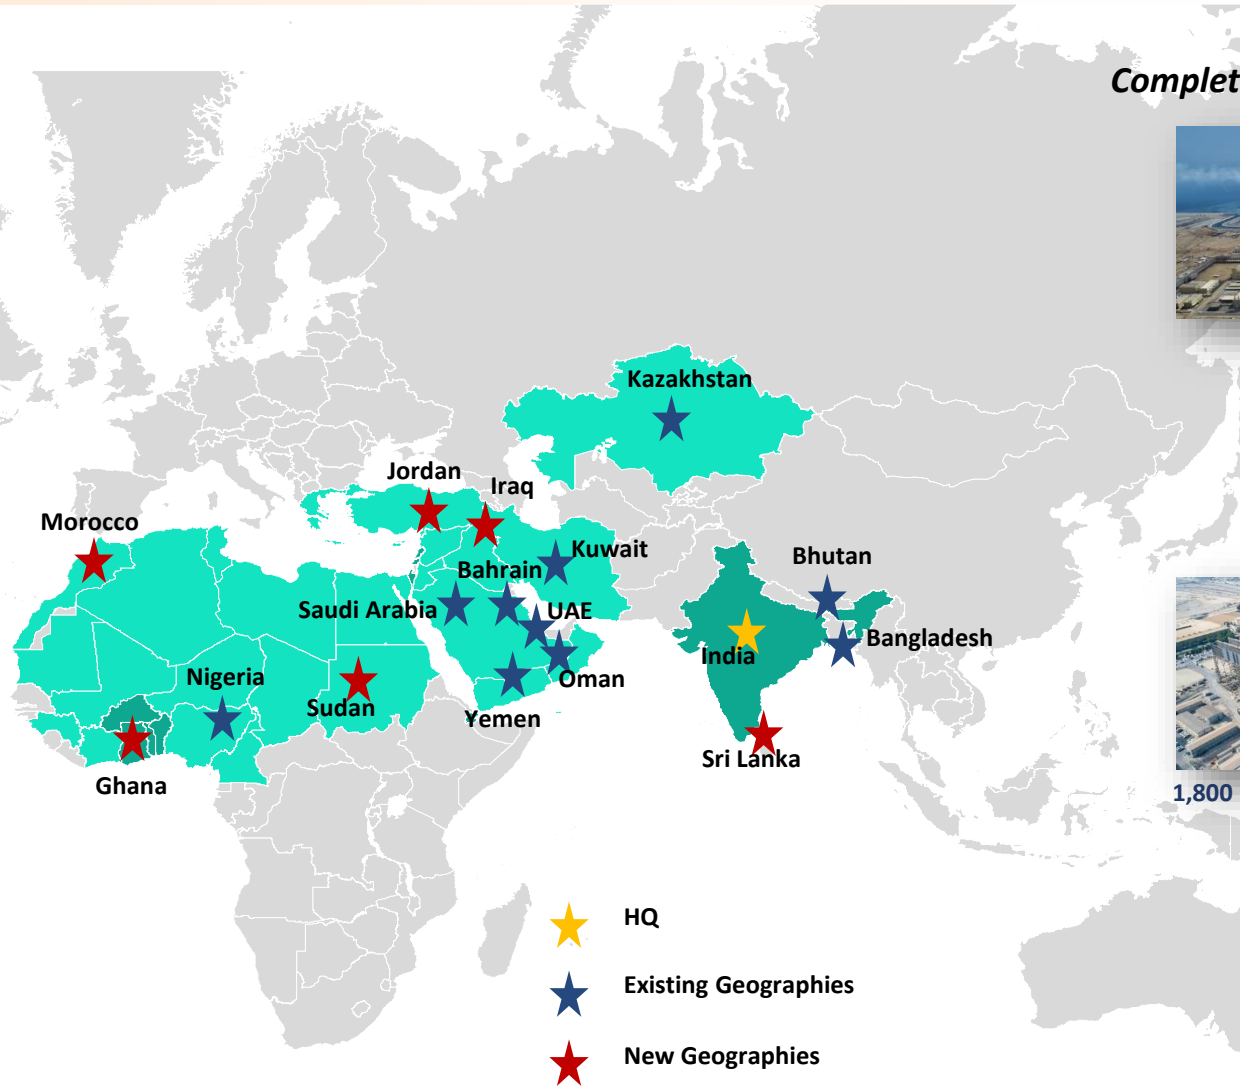 Complet
Kazakhstan
Jordan
Iraq
Morocco
Kuwait
Bhutan
Bahrain
Saudi Arabia
UAE
Bangladesh
India
Nigeria
Oman
Sudan
Yemen
Sri Lanka
Ghana
1,800
HQ
Existing Geographies
New Geographies